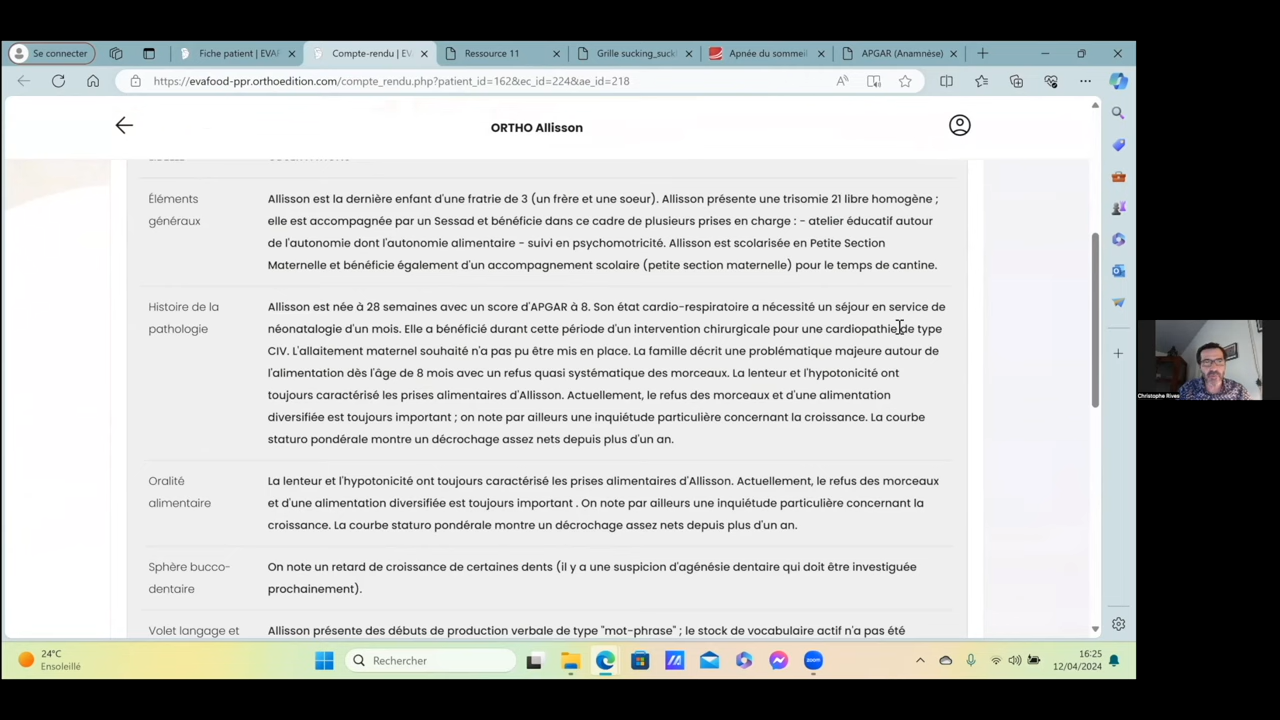 Se connecter
Fiche patient | EVAF
Compte-rendu | EV
Ressource 11
Grille sucking_suck
Apnée du sommei
APGAR (Anamnèse)
https://evafood-ppr.orthoedition.com/compte_rendu.php?patient_id=162&ec_id=224&ae_id=218
ORTHO Allisson
Éléments généraux
Allisson est la dernière enfant d'une fratrie de 3 (un frère et une soeur). Allisson présente une trisomie 21 libre homogène ;
elle est accompagnée par un Sessad et bénéficie dans ce cadre de plusieurs prises en charge : - atelier éducatif autour
de l'autonomie dont l'autonomie alimentaire - suivi en psychomotricité. Allisson est scolarisée en Petite Section
Maternelle et bénéficie également d'un accompagnement scolaire (petite section maternelle) pour le temps de cantine.
Histoire de la pathologie
Allisson est née à 28 semaines avec un score d'APGAR à 8. Son état cardio-respiratoire a nécessité un séjour en service de
néonatalogie d'un mois. Elle a bénéficié durant cette période d'un intervention chirurgicale pour une cardiopathie de type
CIV. L'allaitement maternel souhaité n'a pas pu être mis en place. La famille décrit une problématique majeure autour de
l'alimentation dès l'âge de 8 mois avec un refus quasi systématique des morceaux. La lenteur et l'hypotonicité ont
toujours caractérisé les prises alimentaires d'Allisson. Actuellement, le refus des morceaux et d'une alimentation
diversifiée est toujours important ; on note par ailleurs une inquiétude particulière concernant la croissance. La courbe
staturo pondérale montre un décrochage assez nets depuis plus d'un an.
Oralité alimentaire
La lenteur et l'hypotonicité ont toujours caractérisé les prises alimentaires d'Allisson. Actuellement, le refus des morceaux
et d'une alimentation diversifiée est toujours important . On note par ailleurs une inquiétude particulière concernant la
croissance. La courbe staturo pondérale montre un décrochage assez nets depuis plus d'un an.
Sphère bucco-dentaire
On note un retard de croissance de certaines dents (il y a une suspicion d'agénésie dentaire qui doit être investiguée
prochainement).
Volet langage et
Allisson présente des débuts de production verbale de type "mot-phrase" ; le stock de vocabulaire actif n'a pas été
Christophe Rives
24°C
Ensoleillé
Rechercher
zoom
16:25
12/04/2024